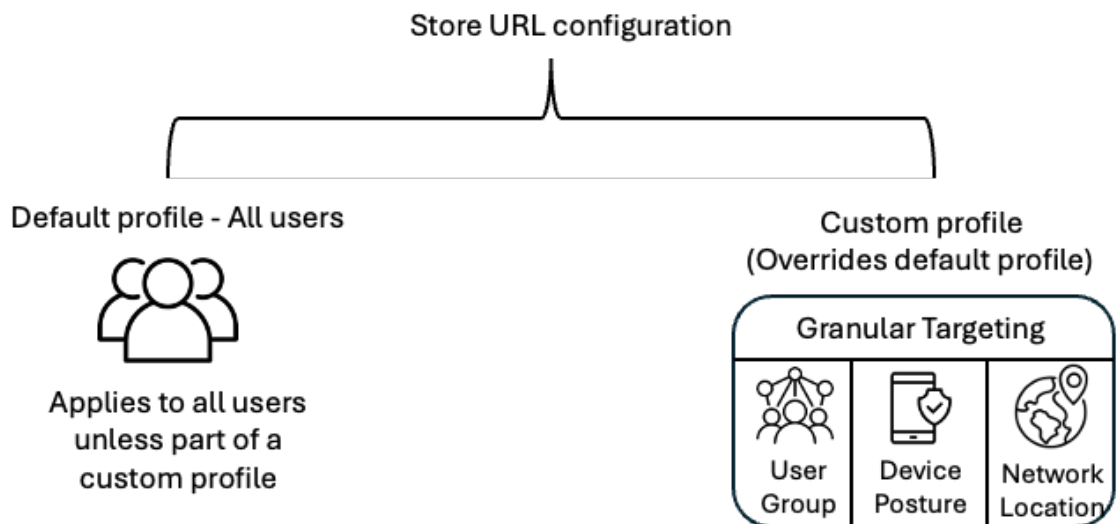 Store URL configuration
Default profile - All users
Applies to all users
unless part of a
custom profile
Custom profile
(Overrides default profile)
Granular Targeting
User
Group
Device
Posture
Network
Location